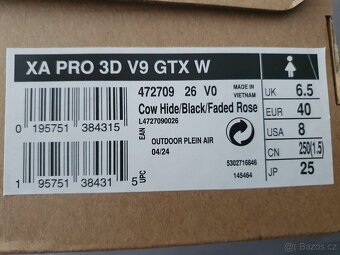 XA PRO 3D V9 GTX W
472709 26 V0
MADE IN
VIETNAM
Cow Hide/Black/Faded Rose
L4727090026
0 195751 384315
EAN
OUTDOOR PLEIN AIR
04/24
1 95751 38431 5
UPC
5302716846
145464
UK 6.5
EUR 40
USA 8
CN 250(1.5)
JP 25
Bazoš.cz